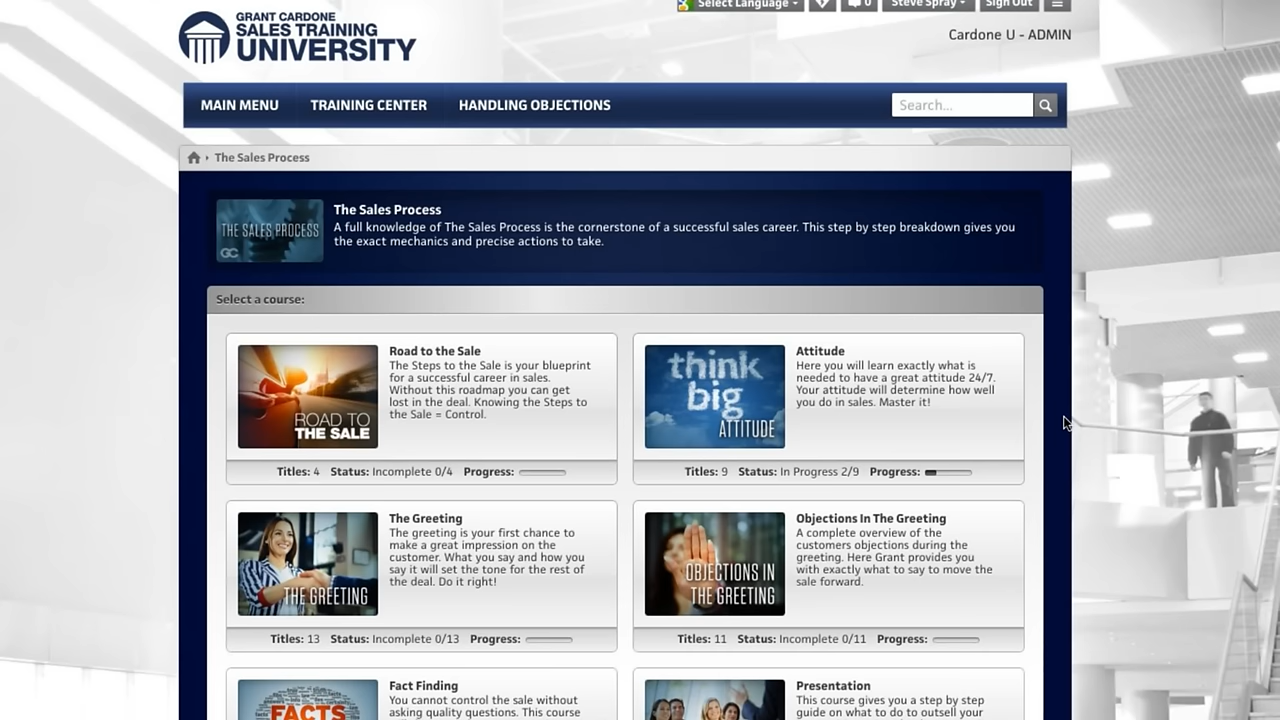 Select Language
0
Steve Spray
Sign Out
GRANT CARDONE
SALES TRAINING
UNIVERSITY
Cardone U - ADMIN
MAIN MENU
TRAINING CENTER
HANDLING OBJECTIONS
Search...
The Sales Process
THE SALES PROCESS
GC
The Sales Process
A full knowledge of The Sales Process is the cornerstone of a successful sales career. This step by step breakdown gives you
the exact mechanics and precise actions to take.
Select a course:
ROAD TO
THE SALE
Road to the Sale
The Steps to the Sale is your blueprint
for a successful career in sales.
Without this roadmap you can get
lost in the deal. Knowing the Steps to
the Sale = Control.
Titles: 4 Status: Incomplete 0/4 Progress:
think
big
ATTITUDE
Attitude
Here you will learn exactly what is
needed to have a great attitude 24/7.
Your attitude will determine how well
you do in sales. Master it!
Titles: 9 Status: In Progress 2/9 Progress:
THE GREETING
The Greeting
The greeting is your first chance to
make a great impression on the
customer. What you say and how you
say it will set the tone for the rest of
the deal. Do it right!
Titles: 13 Status: Incomplete 0/13 Progress:
OBJECTIONS IN
THE GREETING
Objections In The Greeting
A complete overview of the
customers objections during the
greeting. Here Grant provides you
with exactly what to say to move the
sale forward.
Titles: 11 Status: Incomplete 0/11 Progress:
FACTS
Fact Finding
You cannot control the sale without
asking quality questions. This course
Presentation
This course gives you a step by step
guide on what to do to outsell your